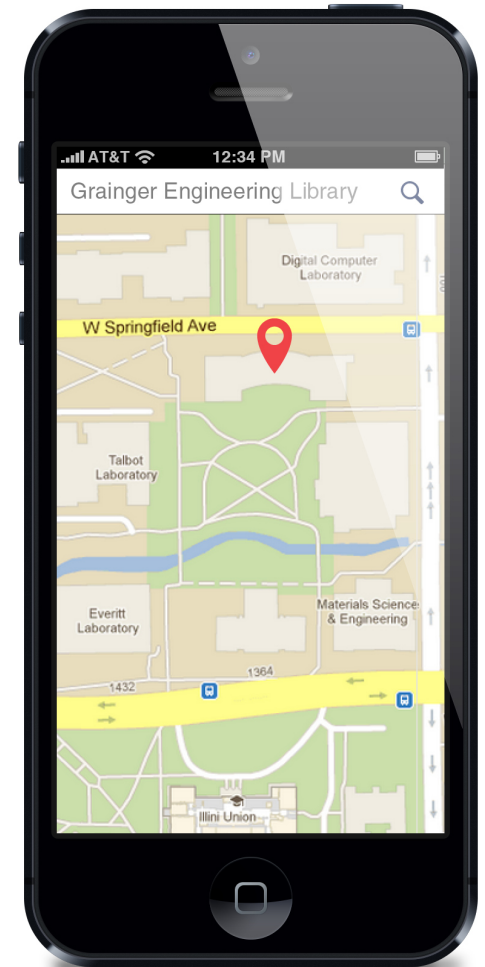 AT&T 12:34 PM
Grainger Engineering Library
Digital Computer
Laboratory
W Springfield Ave
Talbot
Laboratory
Everitt
Laboratory
Materials Science
& Engineering
1364
1432
Illini Union